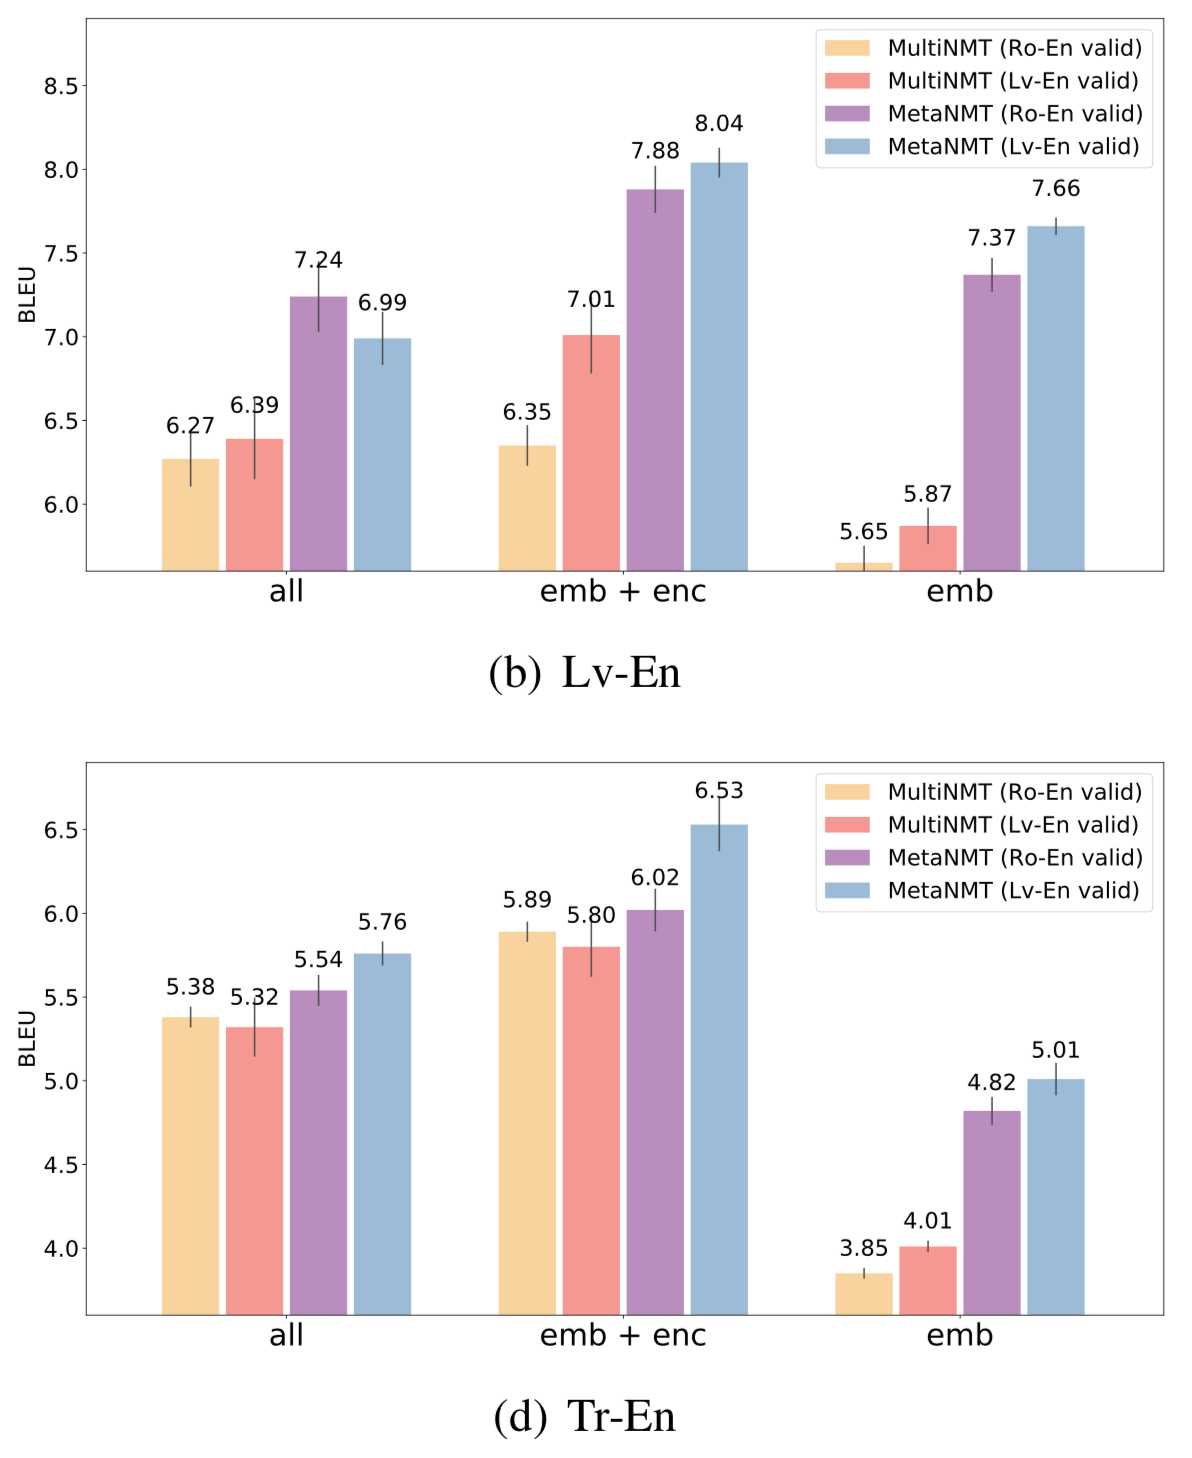 MultiNMT (Ro-En valid)
MultiNMT (Lv-En valid)
MetaNMT (Ro-En valid)
MetaNMT (Lv-En valid)
BLEU
8.5
8.0
7.5
7.0
6.5
6.0
6.27
6.39
7.24
6.99
6.35
7.01
7.88
8.04
5.65
5.87
7.37
7.66
all
emb + enc
emb
(b) Lv-En
MultiNMT (Ro-En valid)
MultiNMT (Lv-En valid)
MetaNMT (Ro-En valid)
MetaNMT (Lv-En valid)
BLEU
6.5
6.0
5.5
5.0
4.5
4.0
5.38
5.32
5.54
5.76
5.89
5.80
6.02
6.53
3.85
4.01
4.82
5.01
all
emb + enc
emb
(d) Tr-En